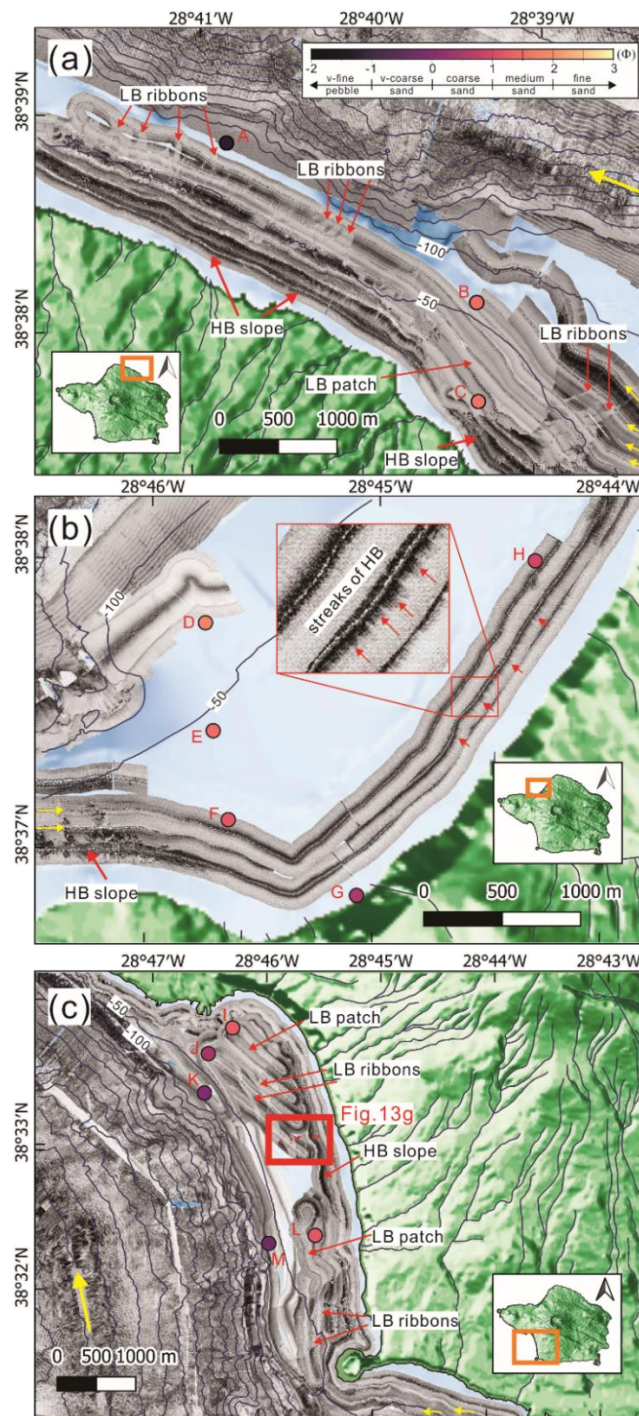 28°41'W 28°40'W 28°39'W
(a)
(Φ)
-2 -1 0 1 2 3
v-fine v-coarse coarse medium fine
pebble sand sand sand sand
38°39'N
LB ribbons
A
LB ribbons
-100
-50
B
38°38'N
HB slope
LB ribbons
LB patch
C
HB slope
0 500 1000 m
28°46'W 28°45'W 28°44'W
(b)
38°38'N
-100
H
streaks of HB
D
-50
E
F
38°37'N
HB slope
G
0 500 1000 m
28°47'W 28°46'W 28°45'W 28°44'W 28°43'W
(c)
-50
-100
I
LB patch
J
K
LB ribbons
38°33'N
Fig.13g
HB slope
L
LB patch
M
38°32'N
LB ribbons
0 500 1000 m